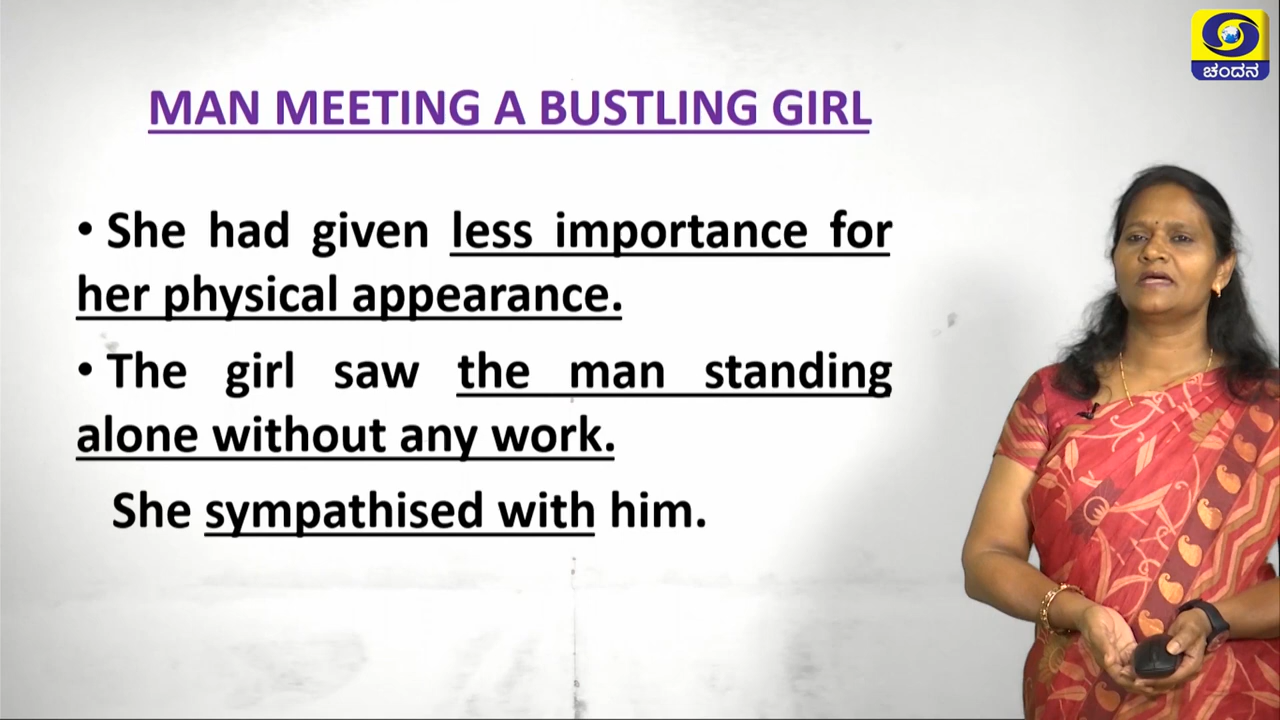 ಚಂದನ
MAN MEETING A BUSTLING GIRL
• She had given less importance for
her physical appearance.
• The girl saw the man standing
alone without any work.
She sympathised with him.